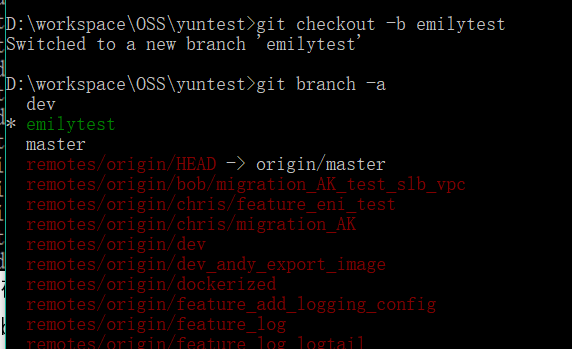 D:\workspace\OSS\yuntest>git checkout -b emilytest
Switched to a new branch 'emilytest'
D:\workspace\OSS\yuntest>git branch -a
dev
* emilytest
master
remotes/origin/HEAD -> origin/master
remotes/origin/bob/migration_AK_test_slb_vpc
remotes/origin/chris/feature_eni_test
remotes/origin/chris/migration_AK
remotes/origin/dev
remotes/origin/dev_andy_export_image
remotes/origin/dockerized
remotes/origin/feature_add_logging_config
remotes/origin/feature_log
remotes/origin/feature_log_logtail